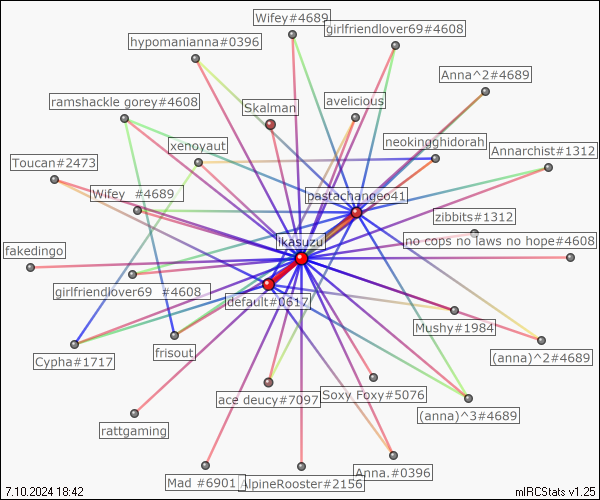 Wifey#4689
girlfriendlover69#4608
hypomanianna#0396
Anna^2#4689
ramshackle gorey#4608
Skalman
avelicious
xenoyaut
neokingghidorah
Annarchist#1312
Toucan#2473
Wifey #4689
pastachangeo41
zibbits#1312
ikasuzu
no cops no laws no hope#4608
fakedingo
girlfriendlover69 #4608
default#0617
Mushy#1984
Cypha#1717
frisout
(anna)^2#4689
ace deucy#7097
Soxy Foxy#5076
(anna)^3#4689
rattgaming
Mad #6901
AlpineRooster#2156
Anna.#0396
7.10.2024 18:42
mIRCStats v1.25